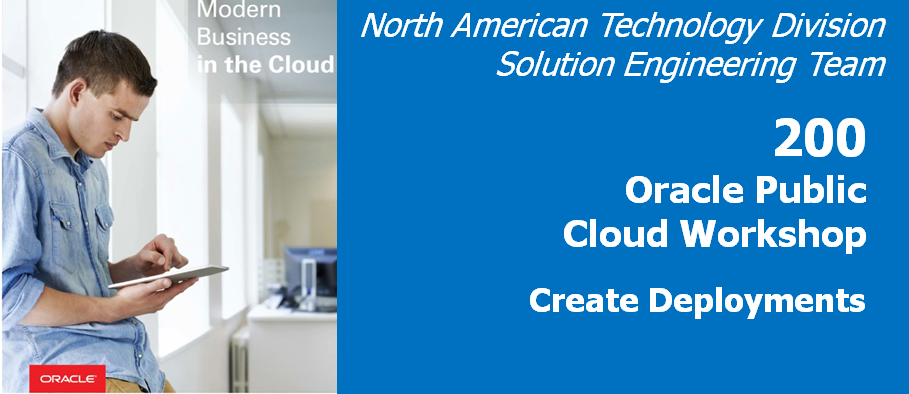 Modern
Business
in the Cloud
ORACLE
North American Technology Division
Solution Engineering Team
200
Oracle Public
Cloud Workshop
Create Deployments